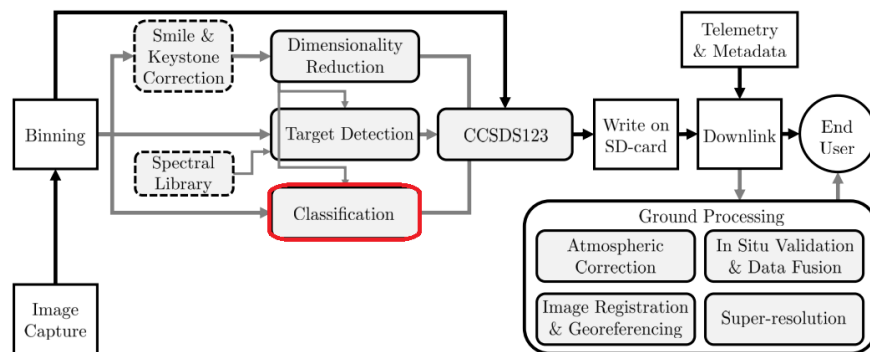 Smile &
Keystone
Correction
Dimensionality
Reduction
Telemetry
& Metadata
Binning
Target Detection
CCSDS123
Write on
SD-card
Downlink
End
User
Spectral
Library
Classification
Ground Processing
Atmospheric
Correction
In Situ Validation
& Data Fusion
Image
Capture
Image Registration
& Georeferencing
Super-resolution